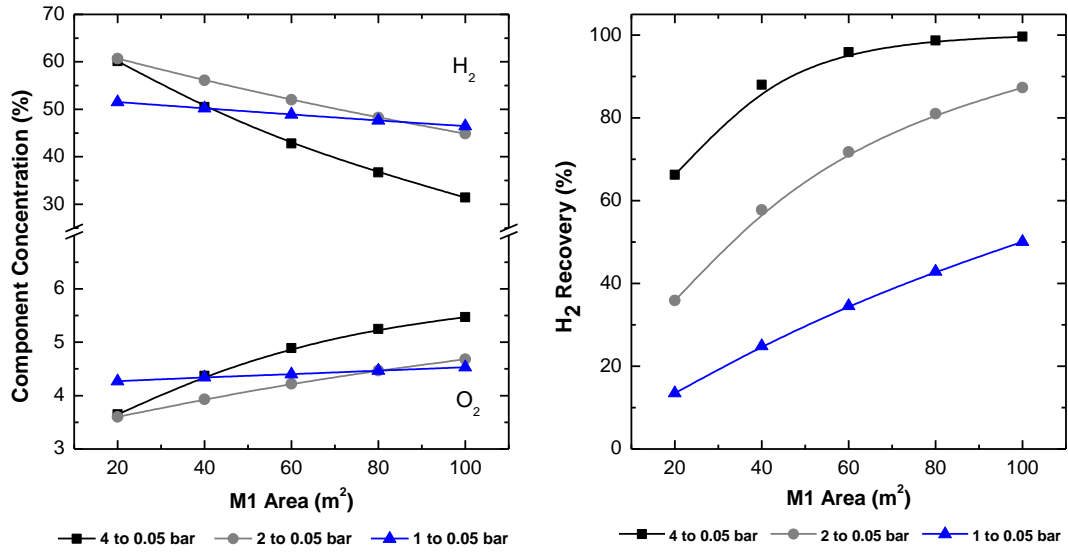 Component Concentration (%)
70
60
50
40
30
6
5
4
3
H₂
O₂
20 40 60 80 100
M1 Area (m²)
4 to 0.05 bar 2 to 0.05 bar 1 to 0.05 bar
H₂ Recovery (%)
100
80
60
40
20
0
20 40 60 80 100
M1 Area (m²)
4 to 0.05 bar 2 to 0.05 bar 1 to 0.05 bar